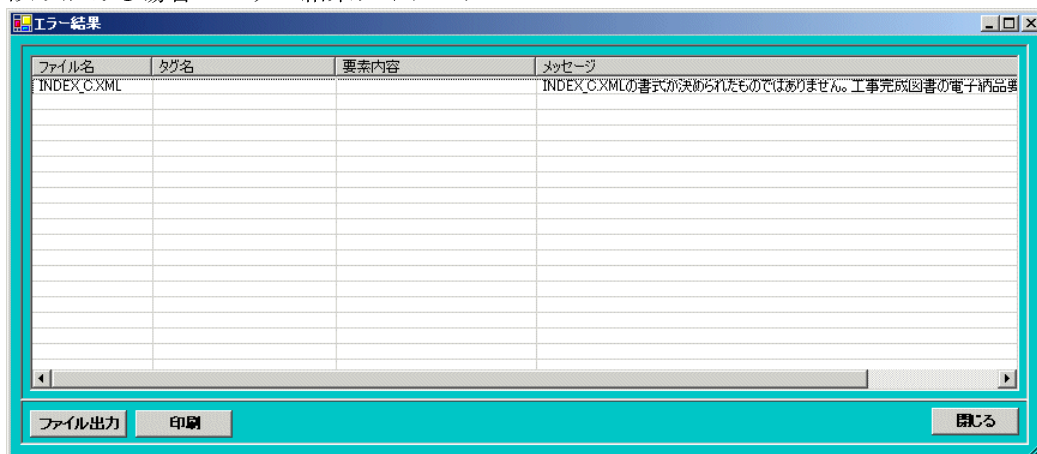 エラー結果
ファイル名 タグ名 要素内容 メッセージ
INDEX_C.XML INDEX_C.XMLの書式が決められたものではありません。工事完成図書の電子納品要
ファイル出力 印刷 閉じる